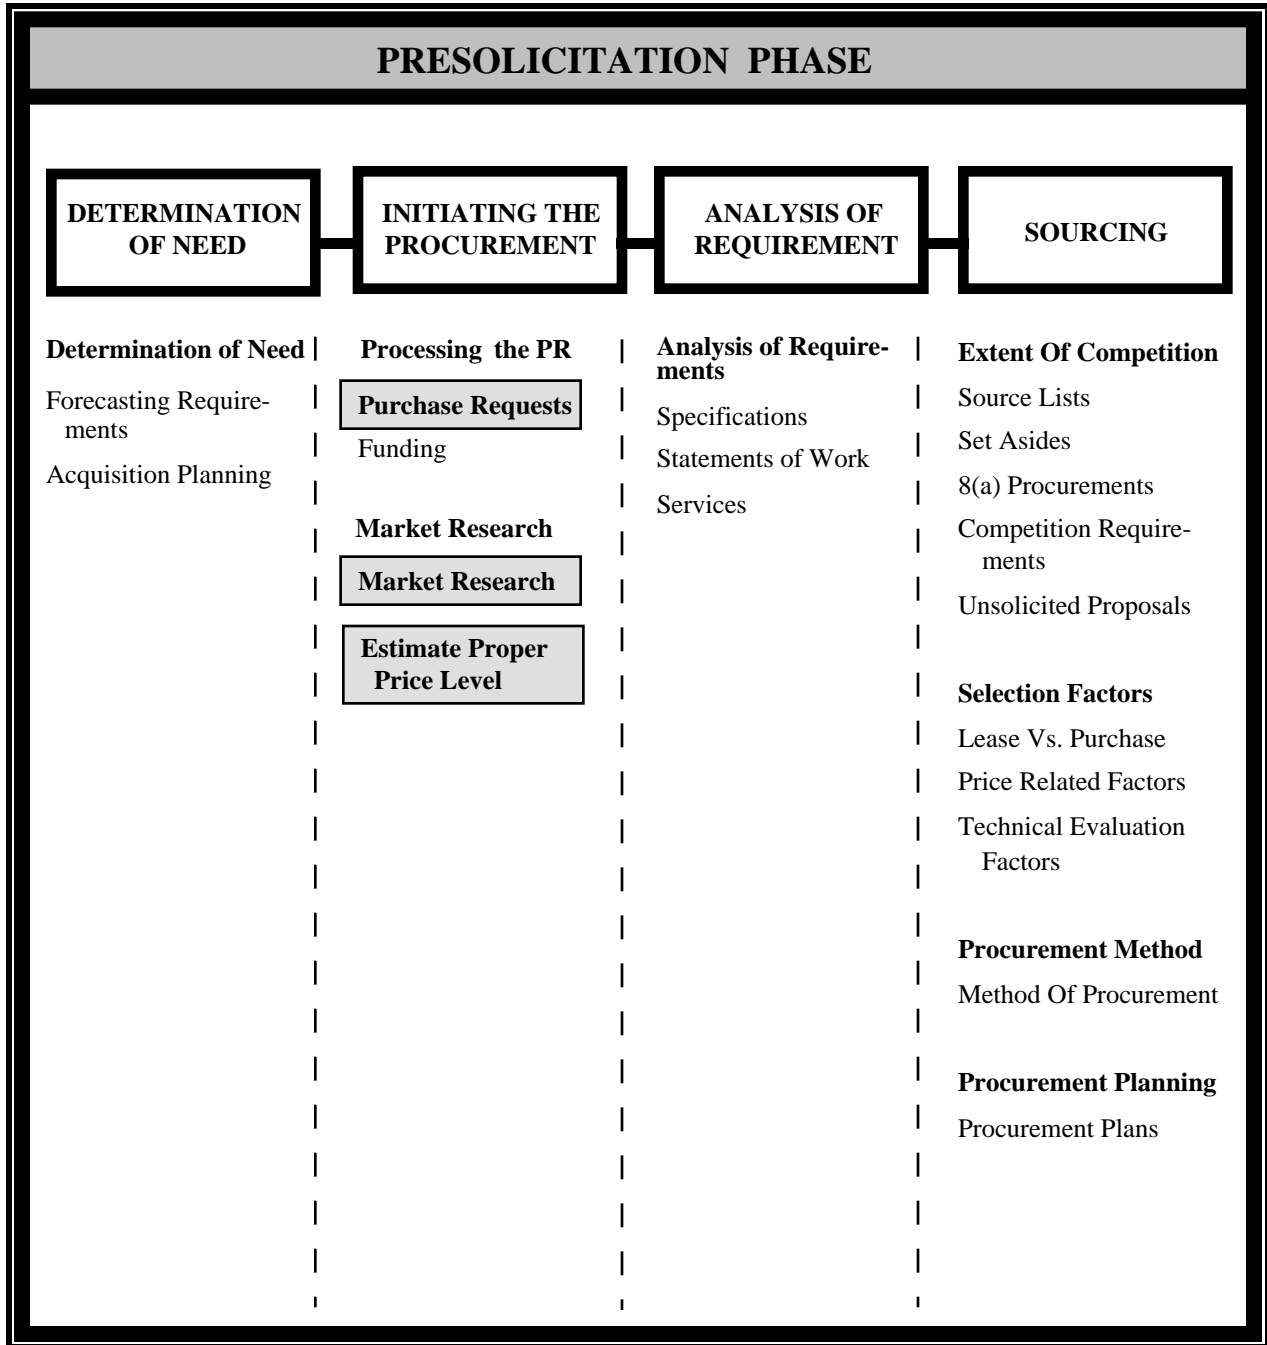 PRESOLICITATION PHASE
DETERMINATION
OF NEED
INITIATING THE
PROCUREMENT
ANALYSIS OF
REQUIREMENT
SOURCING
Determination of Need
Forecasting Require-
ments
Acquisition Planning
Processing the PR
Purchase Requests
Funding
Market Research
Market Research
Estimate Proper
Price Level
Analysis of Require-
ments
Specifications
Statements of Work
Services
Extent Of Competition
Source Lists
Set Asides
8(a) Procurements
Competition Require-
ments
Unsolicited Proposals
Selection Factors
Lease Vs. Purchase
Price Related Factors
Technical Evaluation
Factors
Procurement Method
Method Of Procurement
Procurement Planning
Procurement Plans